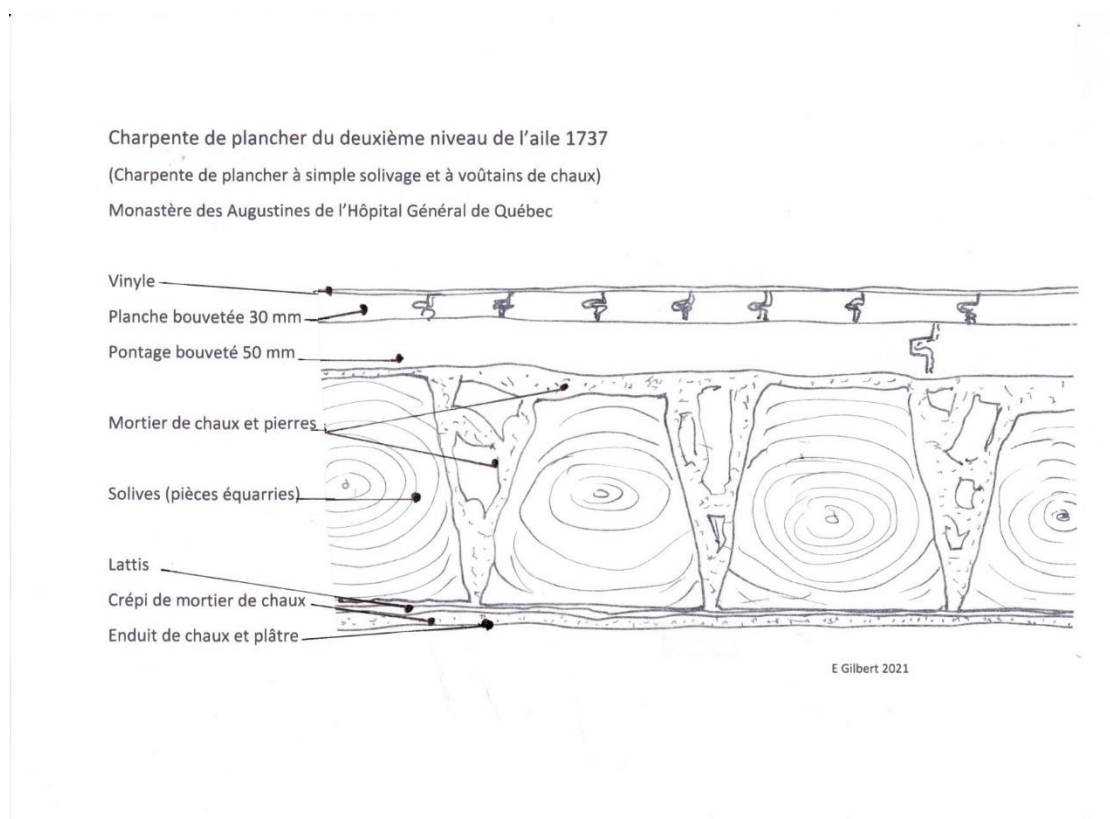 Charpente de plancher du deuxième niveau de l'aile 1737
(Charpente de plancher à simple solivage et à voûtains de chaux)
Monastère des Augustines de l'Hôpital Général de Québec
Vinyle
Planche bouvetée 30 mm
Pontage bouveté 50 mm
Mortier de chaux et pierres
Solives (pièces équarries)
Lattis
Crépi de mortier de chaux
Enduit de chaux et plâtre
E Gilbert 2021